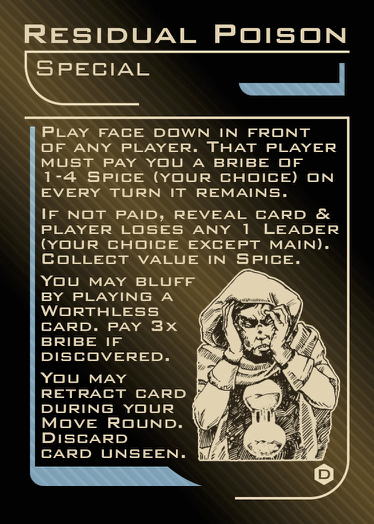 Residual Poison
Special
Play face down in front
of any player. That player
must pay you a bribe of
1-4 Spice (your choice) on
every turn it remains.
If not paid, reveal card &
player loses any 1 Leader
(your choice except main).
Collect value in Spice.
You may bluff
by playing a
Worthless
card. pay 3x
bribe if
discovered.
You may
retract card
during your
Move Round.
Discard
card unseen.
D